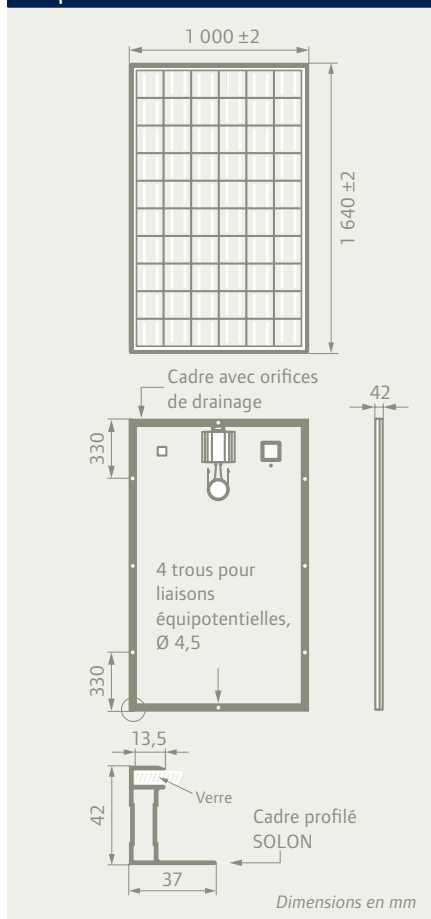 1 000 ±2
1 640 ±2
Cadre avec orifices
de drainage
42
330
4 trous pour
liaisons
équipotentielles,
Ø 4,5
330
13,5
Verre
42
Cadre profilé
SOLON
37
Dimensions en mm